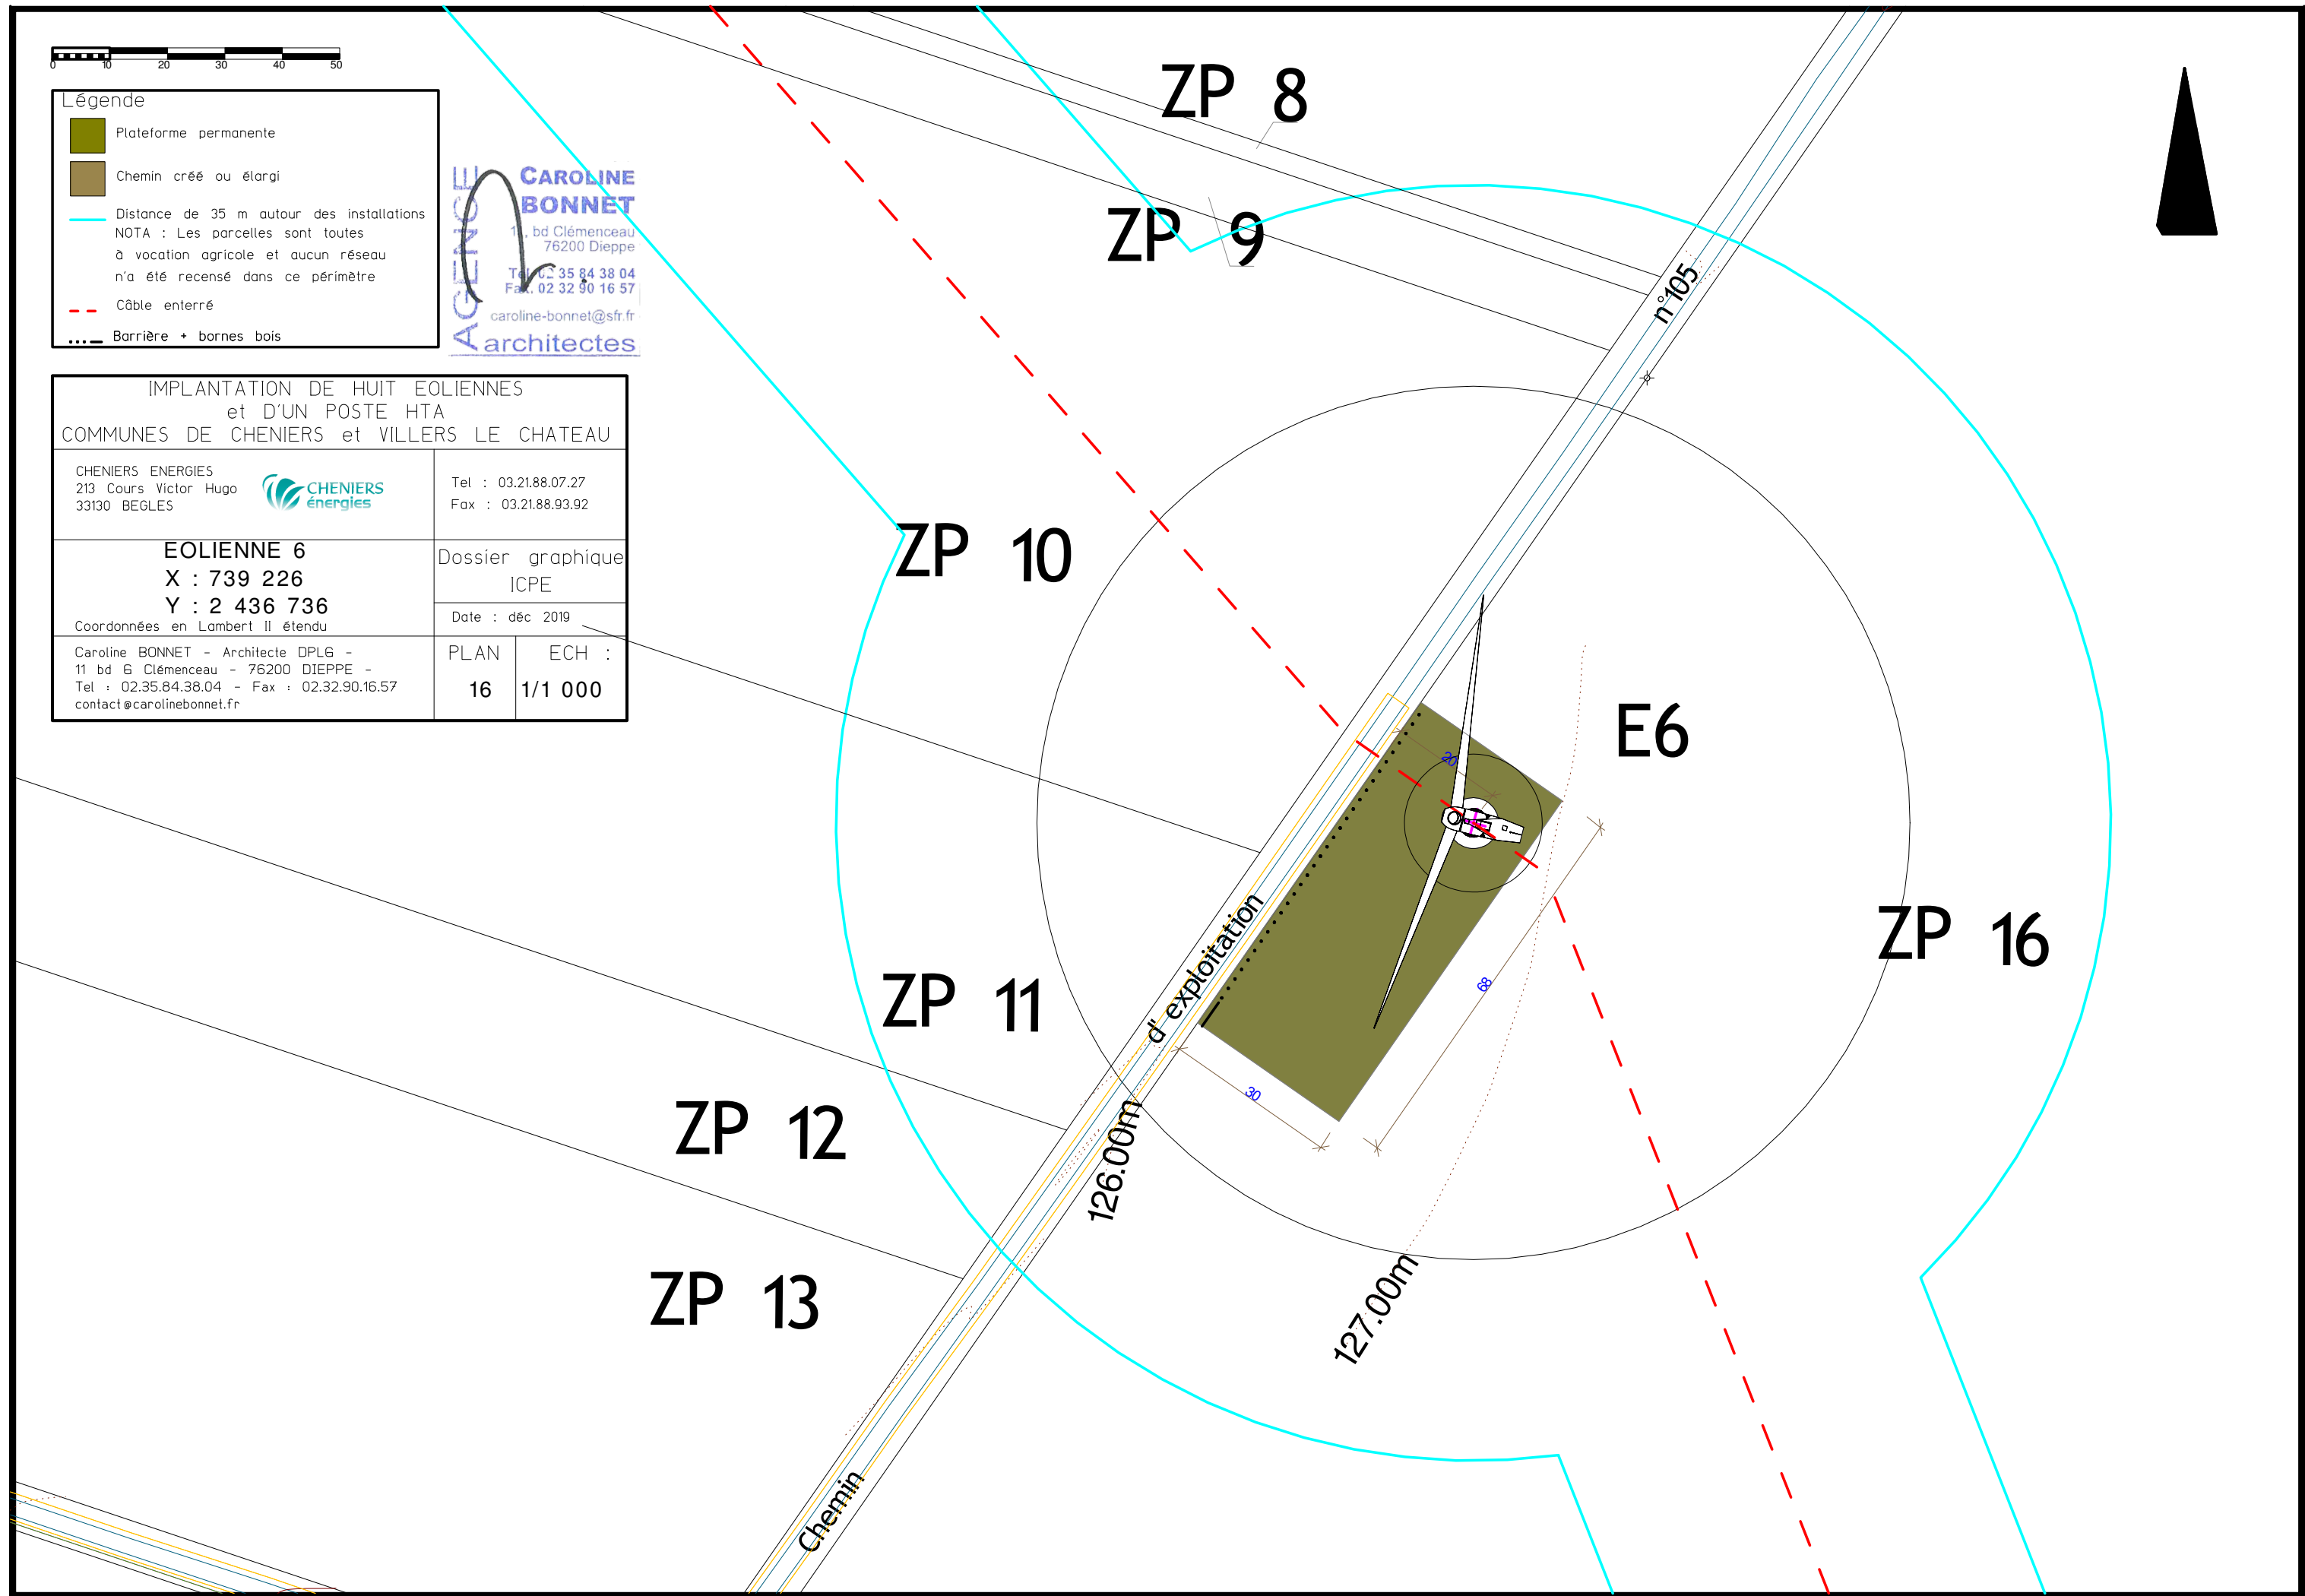 0 10 20 30 40 50
Légende
Plateforme permanente
Chemin créé ou élargi
Distance de 35 m autour des installations
NOTA : Les parcelles sont toutes
à vocation agricole et aucun réseau
n'a été recensé dans ce périmètre
Câble enterré
Barrière + bornes bois
AGENCE
CAROLINE
BONNET
bd Clémenceau
76200 Dieppe
35 84 38 04
Fax. 02 32 90 16 57
caroline-bonnet@sfr.fr
architectes
IMPLANTATION DE HUIT EOLIENNES
et D'UN POSTE HTA
COMMUNES DE CHENIERS et VILLERS LE CHATEAU
CHENIERS ENERGIES
213 Cours Victor Hugo
33130 BEGLES
CHENIERS
énergies
Tel : 03.21.88.07.27
Fax : 03.21.88.93.92
EOLIENNE 6
X : 739 226
Y : 2 436 736
Coordonnées en Lambert II étendu
Dossier graphique
ICPE
Date : déc 2019
Caroline BONNET - Architecte DPLG -
11 bd G Clémenceau - 76200 DIEPPE -
Tel : 02.35.84.38.04 - Fax : 02.32.90.16.57
contact@carolinebonnet.fr
PLAN
16
ECH :
1/1 000
ZP 8
ZP 9
n°105
ZP 10
E6
20
ZP 16
68
ZP 11
d'exploitation
30
ZP 12
126.00m
ZP 13
127.00m
Chemin